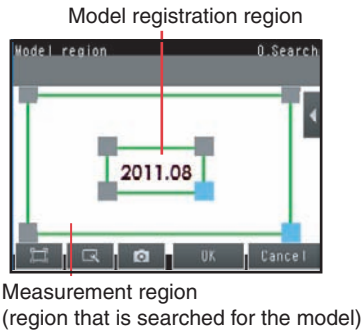 Model registration region
Model region 0.Search
2011.08
OK Cancel
Measurement region
(region that is searched for the model)